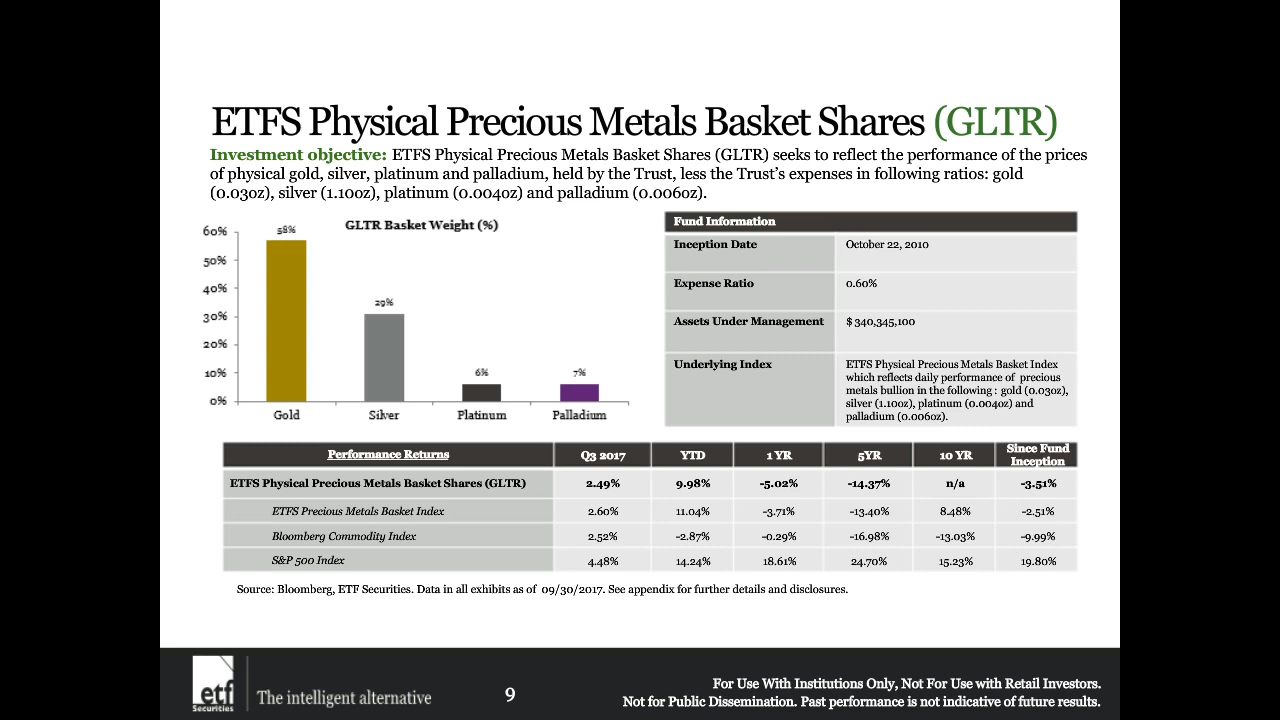 ETFS Physical Precious Metals Basket Shares (GLTR)
Investment objective: ETFS Physical Precious Metals Basket Shares (GLTR) seeks to reflect the performance of the prices
of physical gold, silver, platinum and palladium, held by the Trust, less the Trust's expenses in following ratios: gold
(0.03oz), silver (1.10oz), platinum (0.004oz) and palladium (0.006oz).
GLTR Basket Weight (%)
60%
50%
40%
30%
20%
10%
0%
58%
29%
6%
7%
Gold Silver Platinum Palladium
Fund Information
Inception Date October 22, 2010
Expense Ratio 0.60%
Assets Under Management $ 340,345,100
Underlying Index ETFS Physical Precious Metals Basket Index
which reflects daily performance of precious
metals bullion in the following : gold (0.03oz),
silver (1.10oz), platinum (0.004oz) and
palladium (0.006oz).
Performance Returns Q3 2017 YTD 1 YR 5YR 10 YR Since Fund
Inception
ETFS Physical Precious Metals Basket Shares (GLTR) 2.49% 9.98% -5.02% -14.37% n/a -3.51%
ETFS Precious Metals Basket Index 2.60% 11.04% -3.71% -13.40% 8.48% -2.51%
Bloomberg Commodity Index 2.52% -2.87% -0.29% -16.98% -13.03% -9.99%
S&P 500 Index 4.48% 14.24% 18.61% 24.70% 15.23% 19.80%
Source: Bloomberg, ETF Securities. Data in all exhibits as of 09/30/2017. See appendix for further details and disclosures.
etf
Securities
The intelligent alternative
9
For Use With Institutions Only, Not For Use with Retail Investors.
Not for Public Dissemination. Past performance is not indicative of future results.